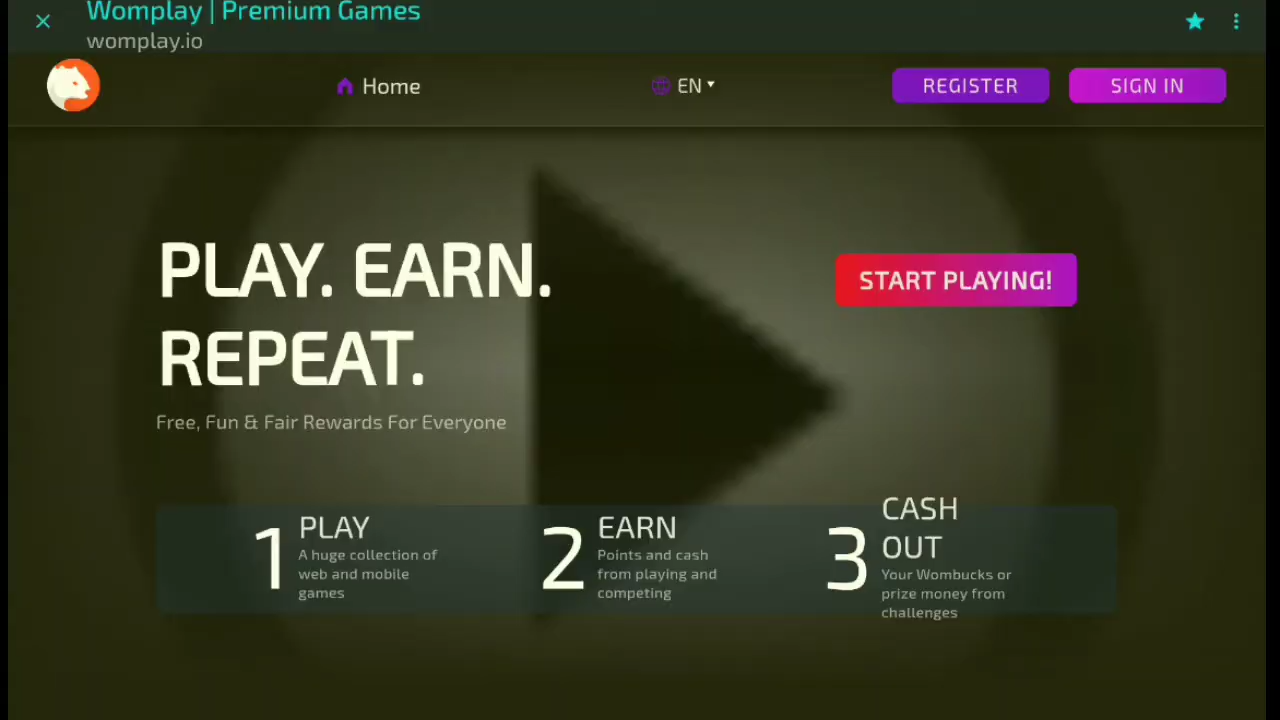 Womplay | Premium Games
womplay.io
Home
EN
REGISTER
SIGN IN
PLAY. EARN.
REPEAT.
START PLAYING!
Free, Fun & Fair Rewards For Everyone
1
PLAY
A huge collection of
web and mobile
games
2
EARN
Points and cash
from playing and
competing
3
CASH
OUT
Your Wombucks or
prize money from
challenges